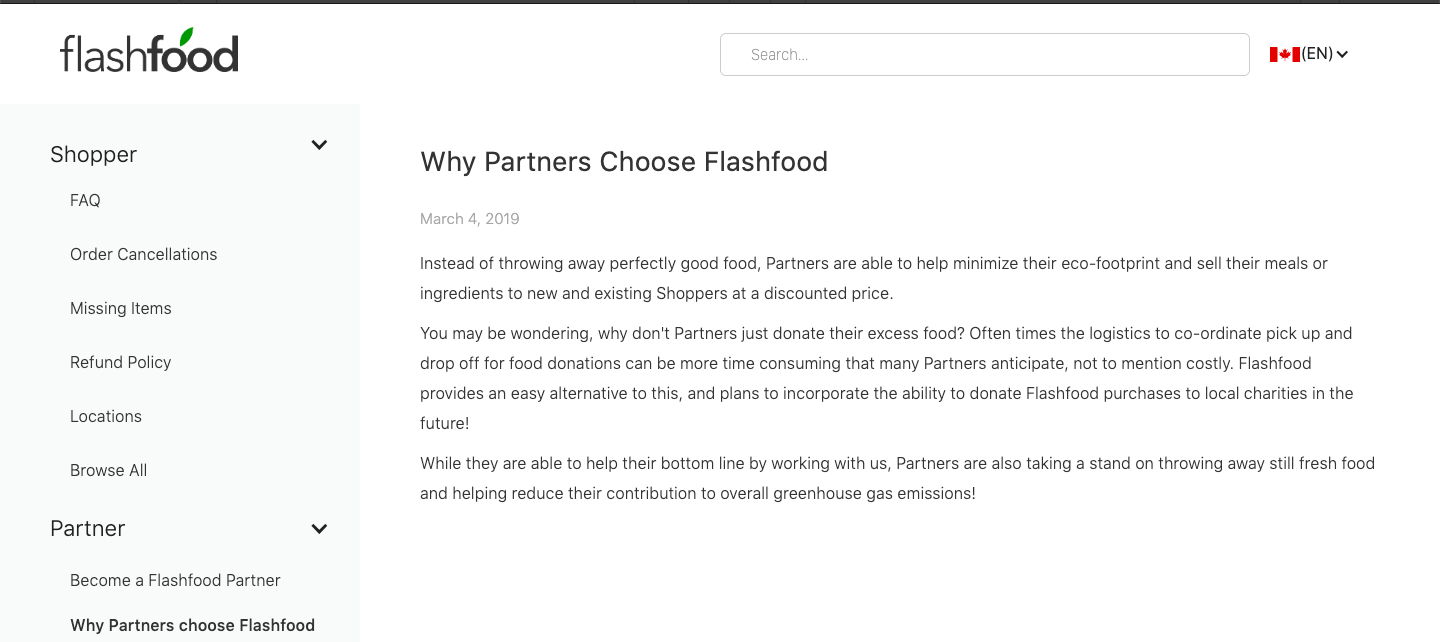 flashfood
Search...
(EN)
Shopper
FAQ
Order Cancellations
Missing Items
Refund Policy
Locations
Browse All
Partner
Become a Flashfood Partner
Why Partners choose Flashfood
Why Partners Choose Flashfood
March 4, 2019
Instead of throwing away perfectly good food, Partners are able to help minimize their eco-footprint and sell their meals or
ingredients to new and existing Shoppers at a discounted price.
You may be wondering, why don't Partners just donate their excess food? Often times the logistics to co-ordinate pick up and
drop off for food donations can be more time consuming that many Partners anticipate, not to mention costly. Flashfood
provides an easy alternative to this, and plans to incorporate the ability to donate Flashfood purchases to local charities in the
future!
While they are able to help their bottom line by working with us, Partners are also taking a stand on throwing away still fresh food
and helping reduce their contribution to overall greenhouse gas emissions!